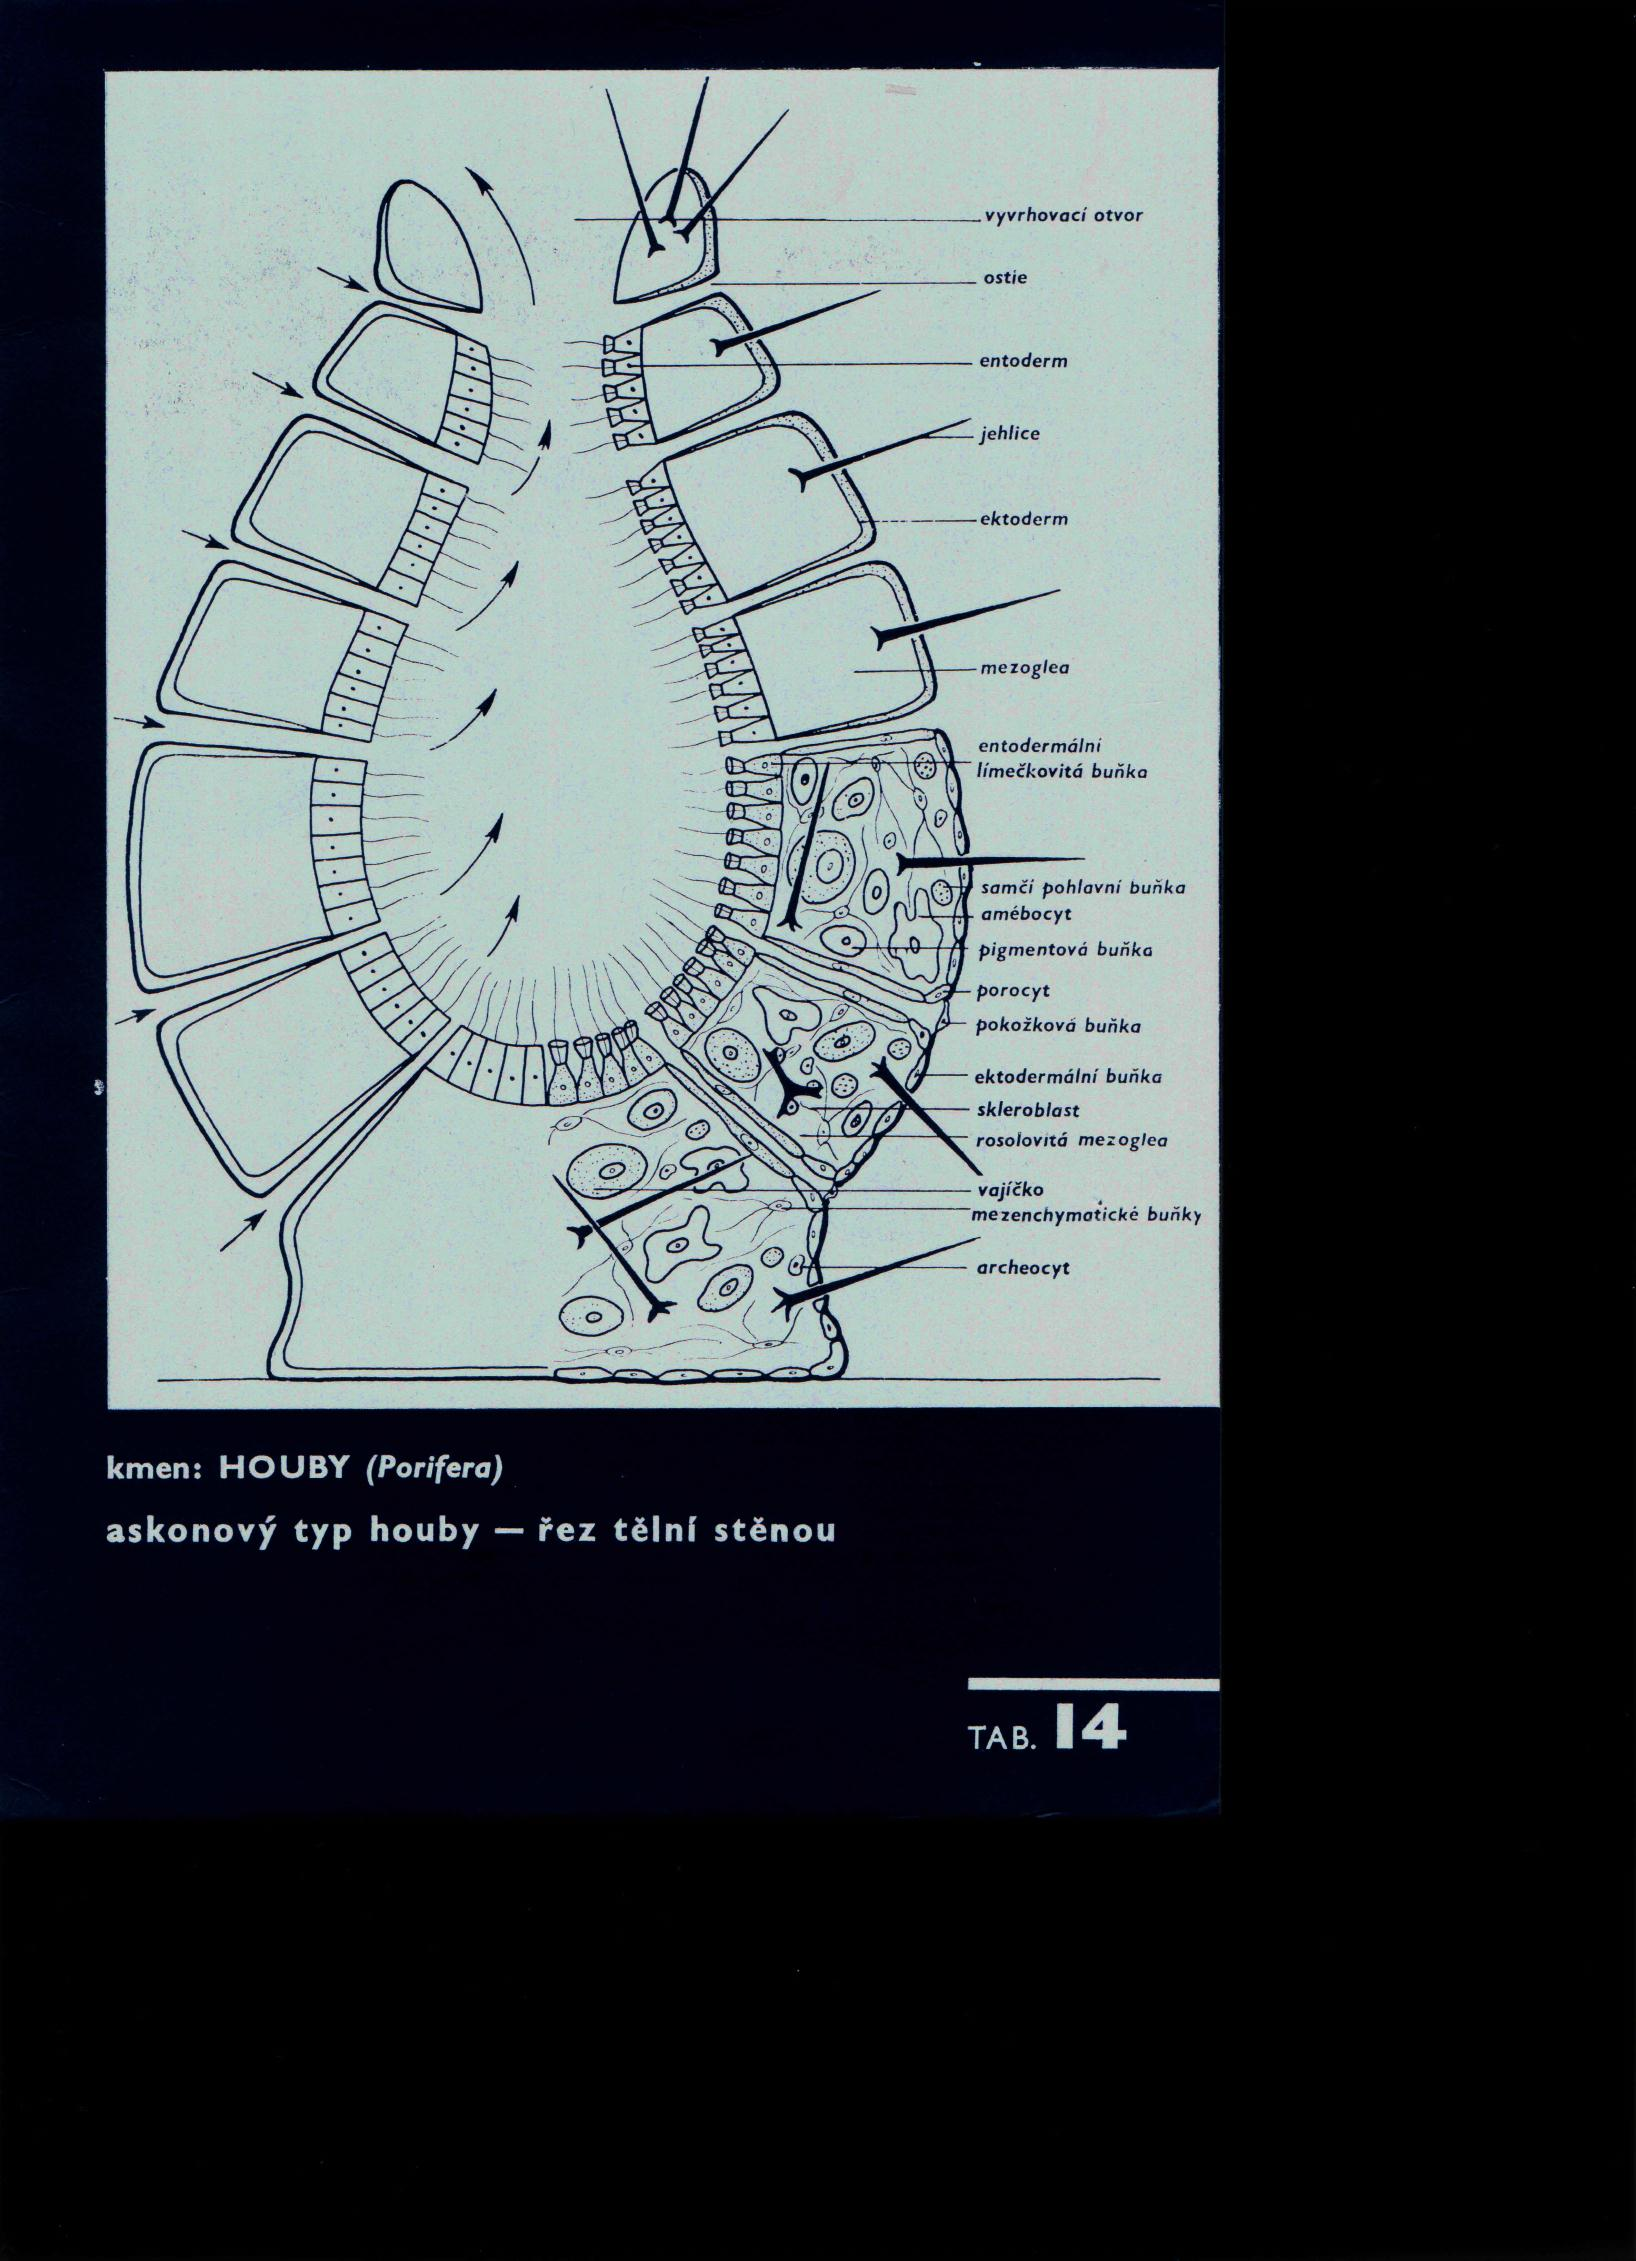 vyvrhovací otvor
ostie
entoderm
jehlice
ektoderm
mezoglea
entodermální
límečkovitá buňka
samčí pohlavní buňka
amébocyt
pigmentová buňka
porocyt
pokožková buňka
ektodermální buňka
skleroblast
rosolovitá mezoglea
vajíčko
mezenchymatické buňky
archeocyt
kmen: HOUBY (Porifera)
askonový typ houby — řez tělní stěnou
TAB. 14